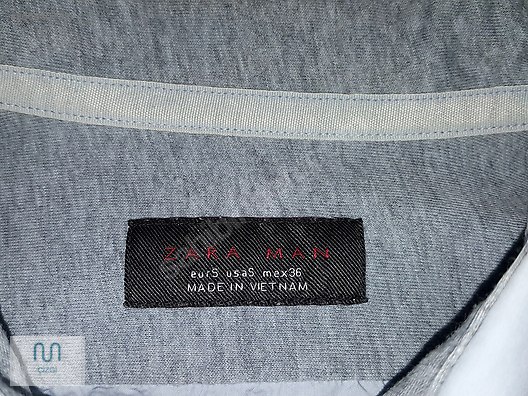 ZARA MAN
eurS usaS mex36
MADE IN VIETNAM